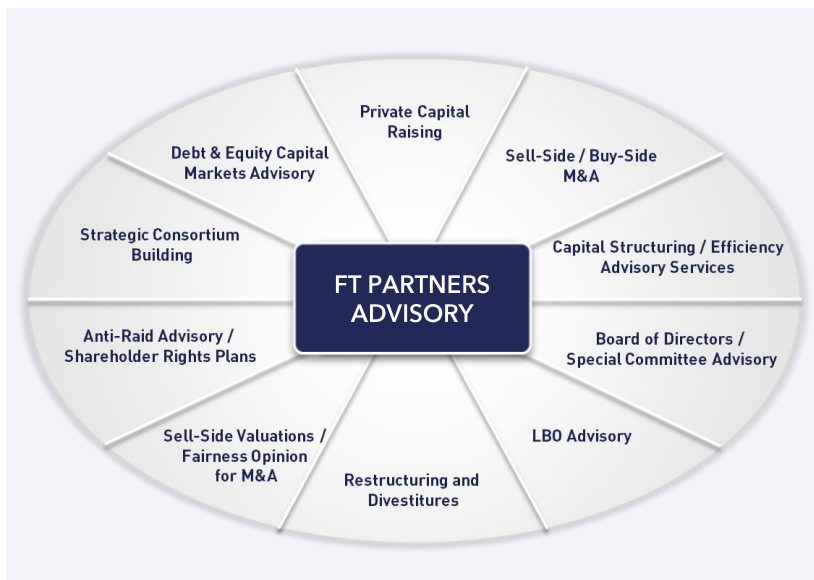 Private Capital
Raising
Sell-Side / Buy-Side
M&A
Capital Structuring / Efficiency
Advisory Services
Board of Directors /
Special Committee Advisory
LBO Advisory
Restructuring and
Divestitures
Sell-Side Valuations /
Fairness Opinion
for M&A
Anti-Raid Advisory /
Shareholder Rights Plans
Strategic Consortium
Building
Debt & Equity Capital
Markets Advisory
FT PARTNERS
ADVISORY